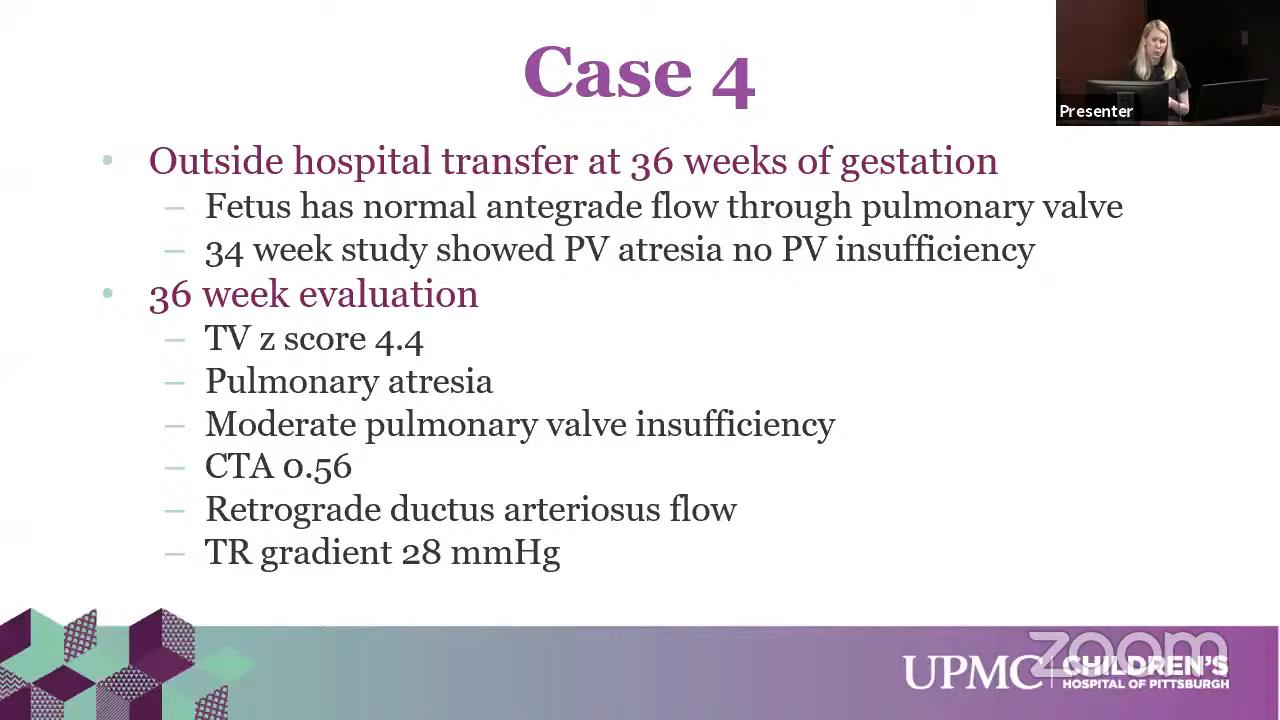 Case 4
Presenter
• Outside hospital transfer at 36 weeks of gestation
– Fetus has normal antegrade flow through pulmonary valve
– 34 week study showed PV atresia no PV insufficiency
• 36 week evaluation
– TV z score 4.4
– Pulmonary atresia
– Moderate pulmonary valve insufficiency
– CTA 0.56
– Retrograde ductus arteriosus flow
– TR gradient 28 mmHg
zoom
UPMC CHILDREN'S
HOSPITAL OF PITTSBURGH